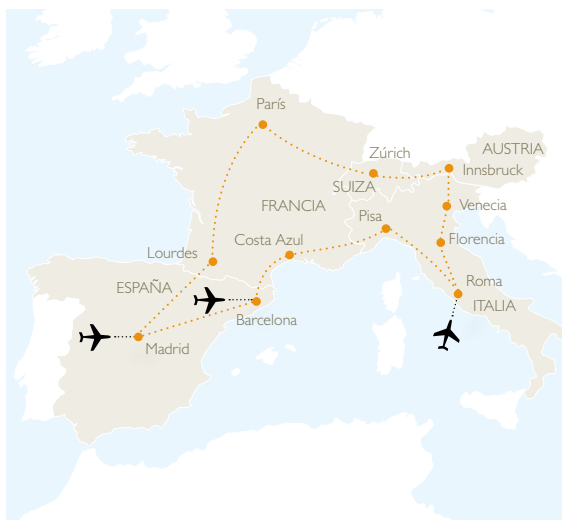 París
Zúrich
AUSTRIA
Innsbruck
SUIZA
FRANCIA
Venecia
Pisa
Costa Azul
Florencia
Lourdes
ESPAÑA
Roma
ITALIA
Barcelona
Madrid